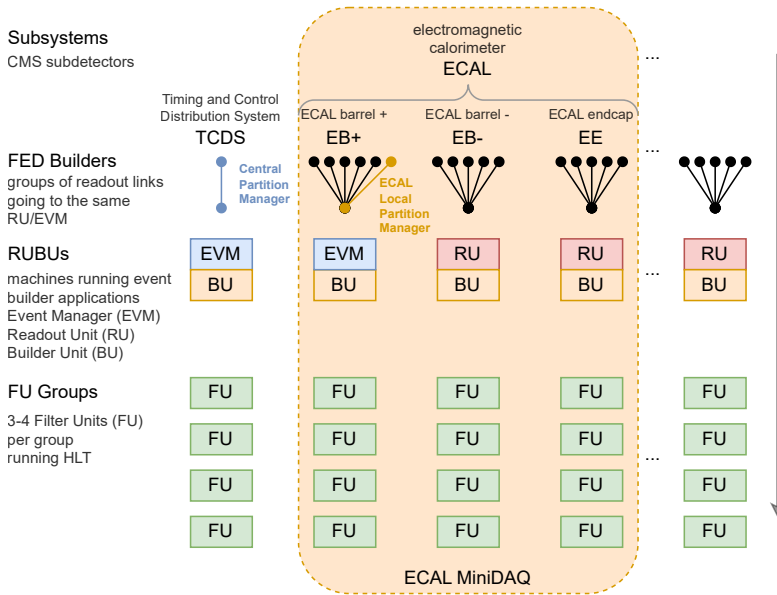 Subsystems
CMS subdetectors
electromagnetic
calorimeter
ECAL
...
Timing and Control
Distribution System
TCDS
ECAL barrel +
EB+
ECAL barrel -
EB-
ECAL endcap
EE
...
FED Builders
groups of readout links
going to the same
RU/EVM
Central
Partition
Manager
ECAL
Local
Partition
Manager
RUBUs
machines running event
builder applications
Event Manager (EVM)
Readout Unit (RU)
Builder Unit (BU)
EVM EVM RU RU RU
BU BU BU BU ... BU
FU Groups
3-4 Filter Units (FU)
per group
running HLT
FU FU FU FU FU
FU FU FU FU FU
...
FU FU FU FU FU
FU FU FU FU FU
ECAL MiniDAQ